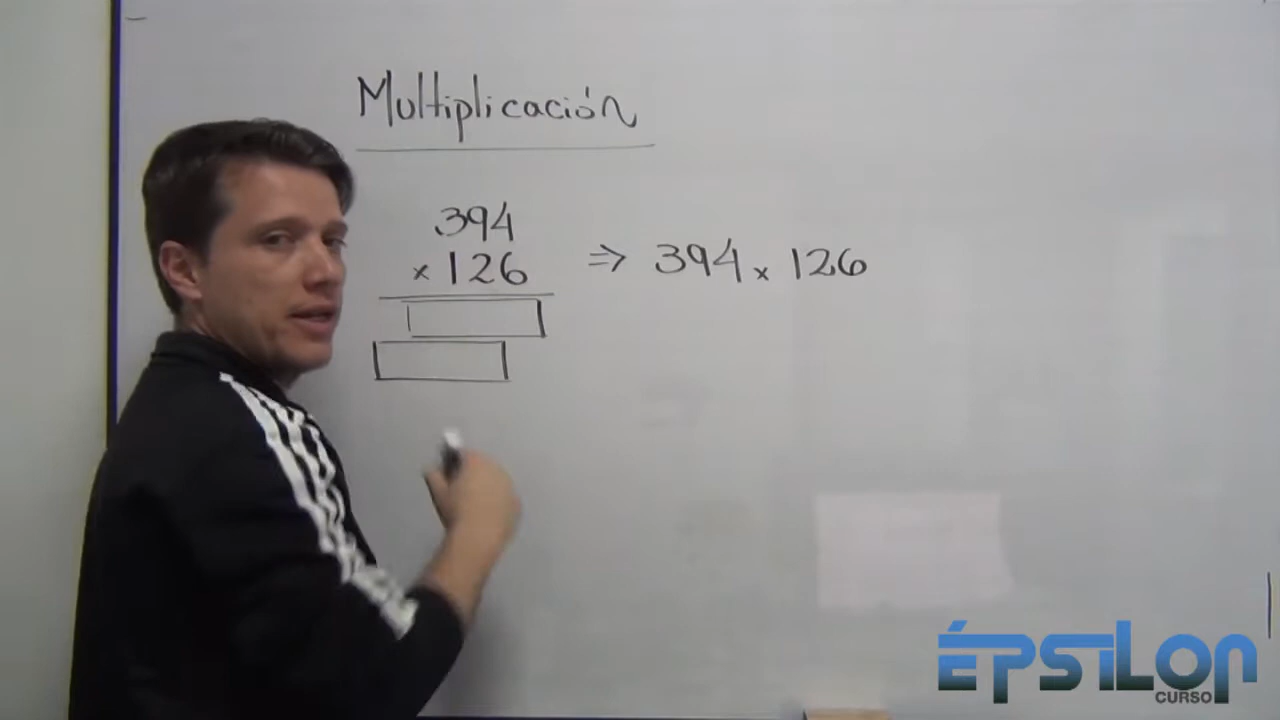 Multiplicación
394
× 126
⇒ 394 × 126
ÉPSILON
CURSO